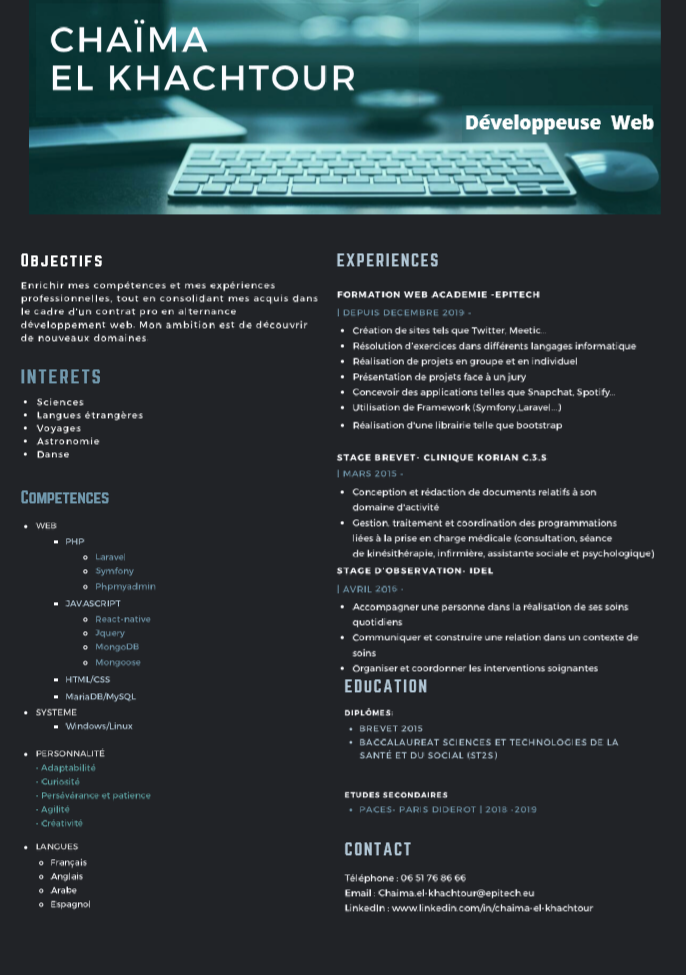 CHAÏMA
EL KHACHTOUR
Développeuse Web
OBJECTIFS
Enrichir mes compétences et mes expériences
professionnelles, tout en consolidant mes acquis dans
le cadre d'un contrat pro en alternance
développement web. Mon ambition est de découvrir
de nouveaux domaines.
INTERETS
• Sciences
• Langues étrangères
• Voyages
• Astronomie
• Danse
COMPETENCES
• WEB
▪ PHP
○ Laravel
○ Symfony
○ Phpmyadmin
▪ JAVASCRIPT
○ React-native
○ Jquery
○ MongoDB
○ Mongoose
▪ HTML/CSS
▪ MariaDB/MySQL
• SYSTEME
▪ Windows/Linux
• PERSONNALITÉ
- Adaptabilité
- Curiosité
- Persévérance et patience
- Agilité
- Créativité
• LANGUES
○ Français
○ Anglais
○ Arabe
○ Espagnol
EXPERIENCES
FORMATION WEB ACADEMIE -EPITECH
| DEPUIS DECEMBRE 2019 -
• Création de sites tels que Twitter, Meetic...
• Résolution d'exercices dans différents langages informatique
• Réalisation de projets en groupe et en individuel
• Présentation de projets face à un jury
• Concevoir des applications telles que Snapchat, Spotify...
• Utilisation de Framework (Symfony,Laravel...)
• Réalisation d'une librairie telle que bootstrap
STAGE BREVET- CLINIQUE KORIAN C.3.S
| MARS 2015 -
• Conception et rédaction de documents relatifs à son
domaine d'activité
• Gestion, traitement et coordination des programmations
liées à la prise en charge médicale (consultation, séance
de kinésithérapie, infirmière, assistante sociale et psychologique)
STAGE D'OBSERVATION- IDEL
| AVRIL 2016 -
• Accompagner une personne dans la réalisation de ses soins
quotidiens
• Communiquer et construire une relation dans un contexte de
soins
• Organiser et coordonner les interventions soignantes
EDUCATION
DIPLÔMES:
• BREVET 2015
• BACCALAUREAT SCIENCES ET TECHNOLOGIES DE LA
SANTÉ ET DU SOCIAL (ST2S)
ETUDES SECONDAIRES
• PACES- PARIS DIDEROT | 2018 -2019
CONTACT
Téléphone : 06 51 76 86 66
Email : Chaima.el-khachtour@epitech.eu
LinkedIn : www.linkedin.com/in/chaima-el-khachtour